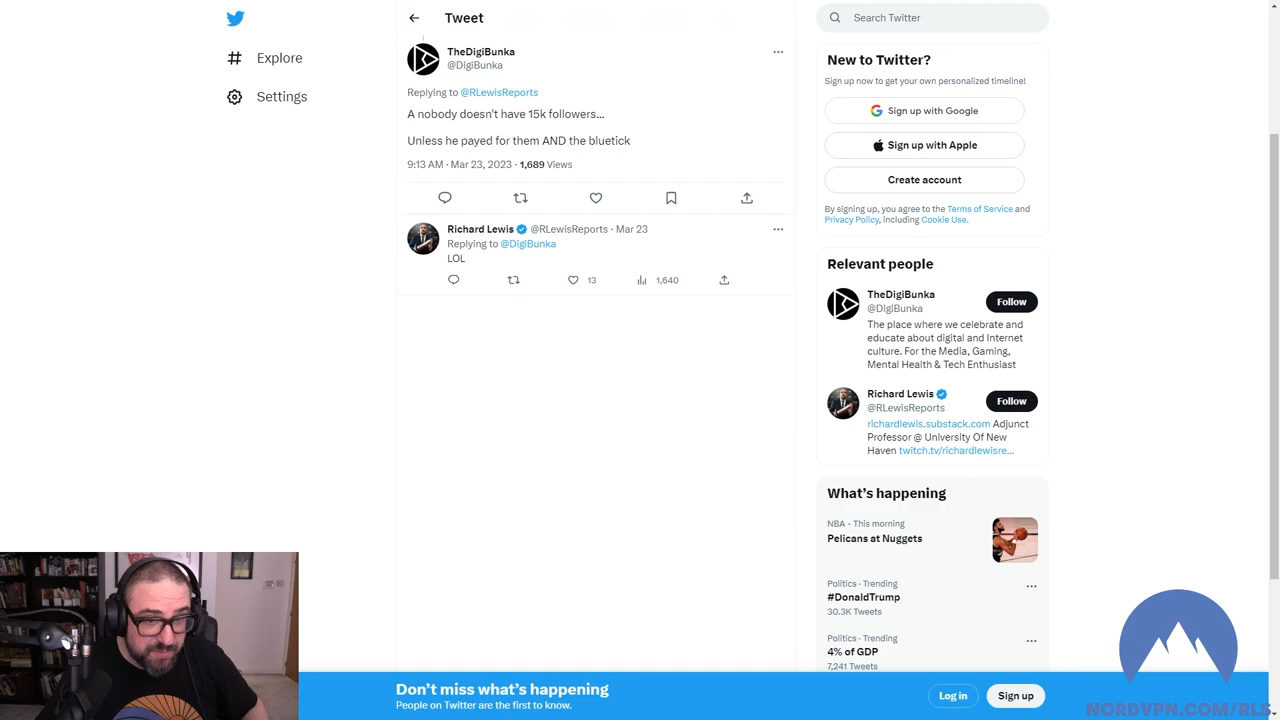 Explore
Settings
Tweet
TheDigiBunka
@DigiBunka
Replying to @RLewisReports
A nobody doesn't have 15k followers...
Unless he payed for them AND the bluetick
9:13 AM · Mar 23, 2023 · 1,689 Views
Richard Lewis @RLewisReports · Mar 23
Replying to @DigiBunka
LOL
13
1,640
Search Twitter
New to Twitter?
Sign up now to get your own personalized timeline!
Sign up with Google
Sign up with Apple
Create account
By signing up, you agree to the Terms of Service and
Privacy Policy, including Cookie Use.
Relevant people
TheDigiBunka
@DigiBunka
Follow
The place where we celebrate and
educate about digital and Internet
culture. For the Media, Gaming,
Mental Health & Tech Enthusiast
Richard Lewis
@RLewisReports
Follow
richardlewis.substack.com Adjunct
Professor @ University Of New
Haven twitch.tv/richardlewisre...
What's happening
NBA · This morning
Pelicans at Nuggets
Politics · Trending
#DonaldTrump
30.3K Tweets
Politics · Trending
4% of GDP
7,241 Tweets
Don't miss what's happening
People on Twitter are the first to know.
Log in
Sign up
NORDVPN.COM/RLS